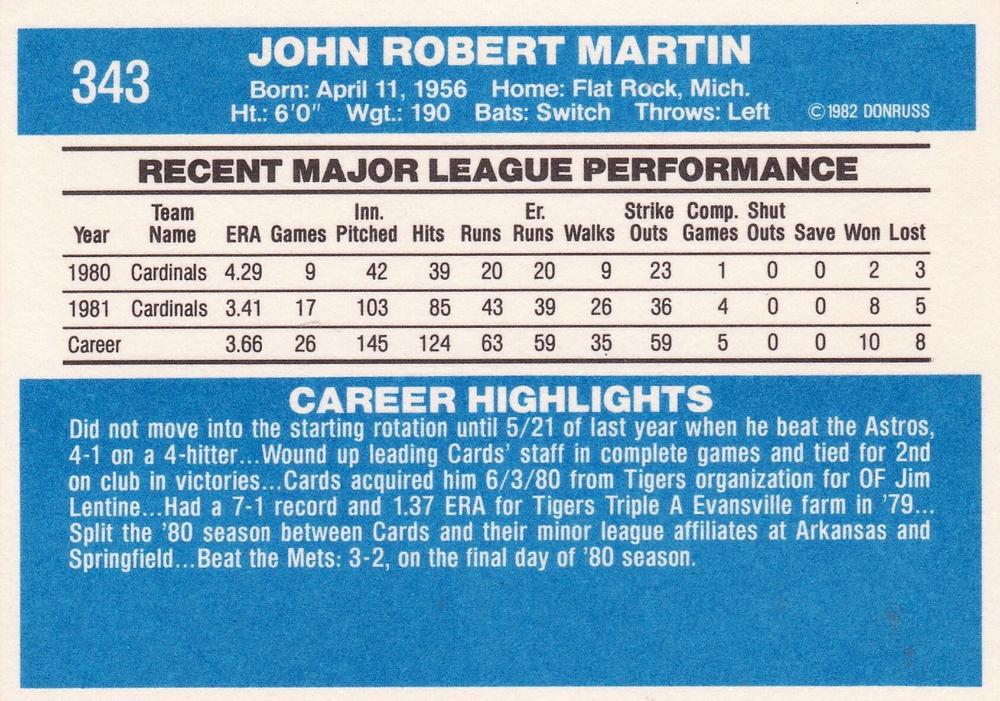 343
JOHN ROBERT MARTIN
Born: April 11, 1956 Home: Flat Rock, Mich.
Ht.: 6'0" Wgt.: 190 Bats: Switch Throws: Left ©1982 DONRUSS
RECENT MAJOR LEAGUE PERFORMANCE
Team Inn. Er. Strike Comp. Shut
Year Name ERA Games Pitched Hits Runs Runs Walks Outs Games Outs Save Won Lost
1980 Cardinals 4.29 9 42 39 20 20 9 23 1 0 0 2 3
1981 Cardinals 3.41 17 103 85 43 39 26 36 4 0 0 8 5
Career 3.66 26 145 124 63 59 35 59 5 0 0 10 8
CAREER HIGHLIGHTS
Did not move into the starting rotation until 5/21 of last year when he beat the Astros,
4-1 on a 4-hitter...Wound up leading Cards' staff in complete games and tied for 2nd
on club in victories...Cards acquired him 6/3/80 from Tigers organization for OF Jim
Lentine...Had a 7-1 record and 1.37 ERA for Tigers Triple A Evansville farm in '79...
Split the '80 season between Cards and their minor league affiliates at Arkansas and
Springfield...Beat the Mets: 3-2, on the final day of '80 season.